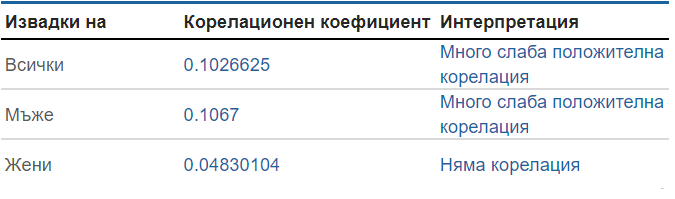 Извадки на Корелационен коефициент Интерпретация
Всички 0.1026625 Много слаба положителна
корелация
Мъже 0.1067 Много слаба положителна
корелация
Жени 0.04830104 Няма корелация